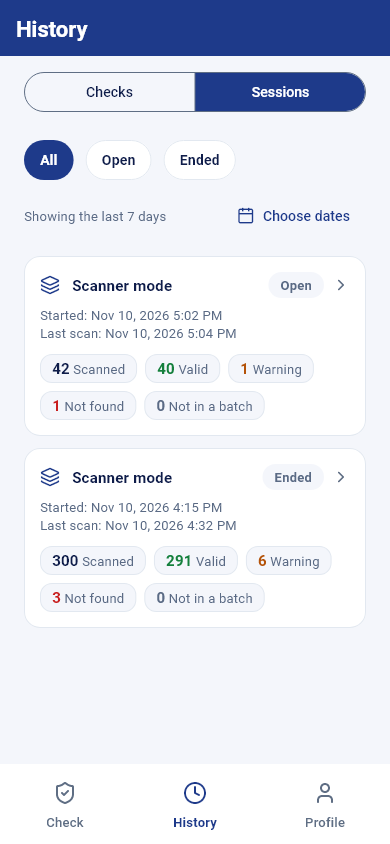 History
Checks Sessions
All Open Ended
Showing the last 7 days Choose dates
Scanner mode Open
Started: Nov 10, 2026 5:02 PM
Last scan: Nov 10, 2026 5:04 PM
42 Scanned 40 Valid 1 Warning
1 Not found 0 Not in a batch
Scanner mode Ended
Started: Nov 10, 2026 4:15 PM
Last scan: Nov 10, 2026 4:32 PM
300 Scanned 291 Valid 6 Warning
3 Not found 0 Not in a batch
Check History Profile